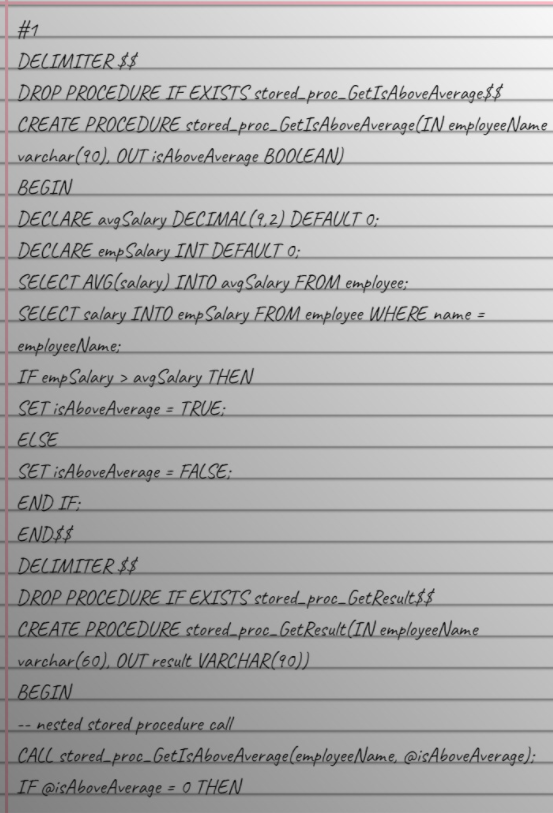 #1
DELIMITER $$
DROP PROCEDURE IF EXISTS stored_proc_GetIsAboveAverage$$
CREATE PROCEDURE stored_proc_GetIsAboveAverage(IN employeeName
varchar(90), OUT isAboveAverage BOOLEAN)
BEGIN
DECLARE avgSalary DECIMAL(9,2) DEFAULT 0;
DECLARE empSalary INT DEFAULT 0;
SELECT AVG(salary) INTO avgSalary FROM employee;
SELECT salary INTO empSalary FROM employee WHERE name =
employeeName;
IF empSalary > avgSalary THEN
SET isAboveAverage = TRUE;
ELSE
SET isAboveAverage = FALSE;
END IF;
END$$
DELIMITER $$
DROP PROCEDURE IF EXISTS stored_proc_GetResult$$
CREATE PROCEDURE stored_proc_GetResult(IN employeeName
varchar(60), OUT result VARCHAR(90))
BEGIN
-- nested stored procedure call
CALL stored_proc_GetIsAboveAverage(employeeName, @isAboveAverage);
IF @isAboveAverage = 0 THEN